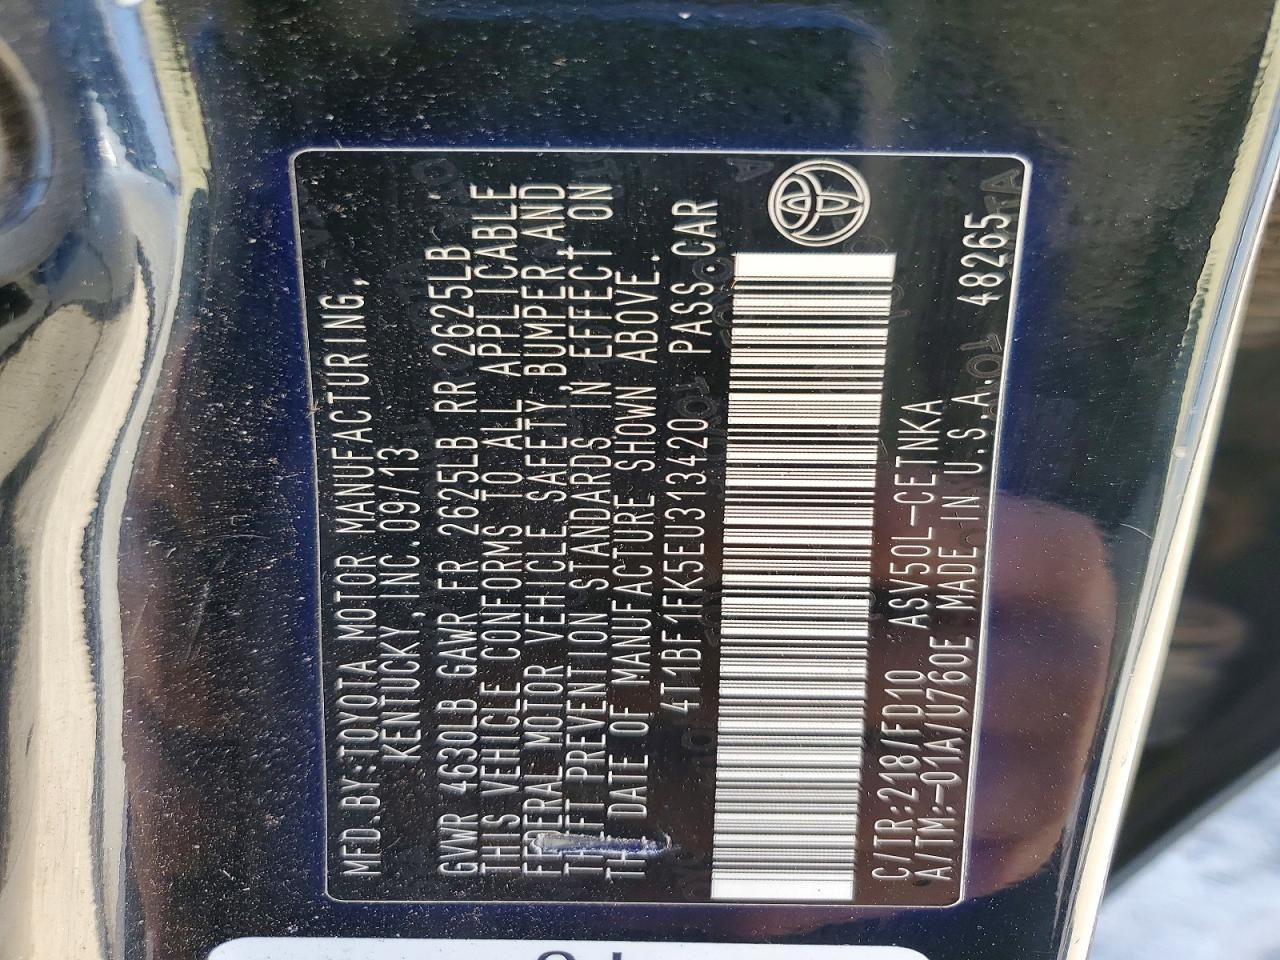 MFD.BY:TOYOTA MOTOR MANUFACTURING,
KENTUCKY, INC.09/13
GVWR 4630LB GAWR FR 2625LB RR 2625LB
THIS VEHICLE CONFORMS TO ALL APPLICABLE
FEDERAL MOTOR VEHICLE SAFETY,BUMPER AND
THEFT PREVENTION STANDARDS IN EFFECT ON
THE DATE OF MANUFACTURE SHOWN ABOVE.
4T1BF1FK5EU313420 PASS.CAR
C/TR:218/FD10 ASV50L-CETNKA
A/TM:-01A/U760E MADE IN U.S.A. 48265